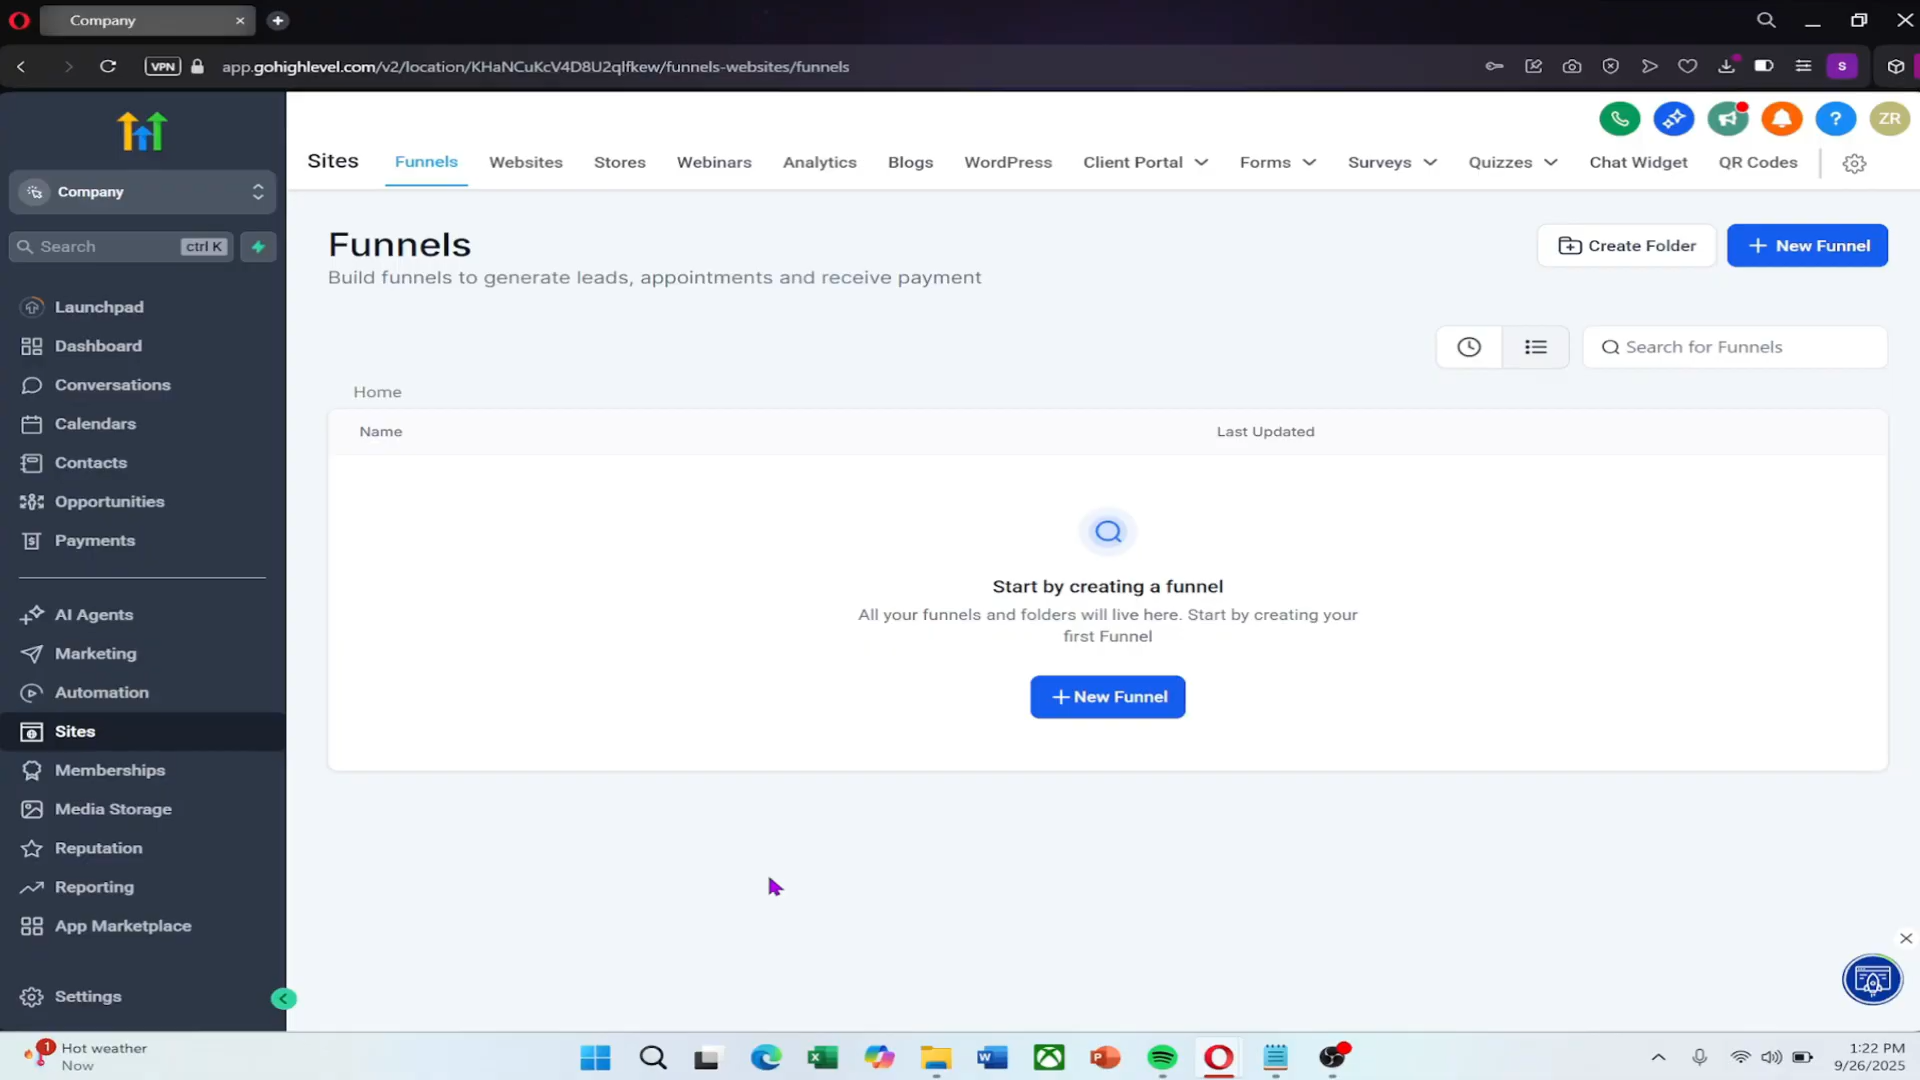 Company
VPN
app.gohighlevel.com/v2/location/KHaNCuKcV4D8U2qlfkew/funnels-websites/funnels
S
ZR
Company
Search ctrl K
Launchpad
Dashboard
Conversations
Calendars
Contacts
Opportunities
Payments
AI Agents
Marketing
Automation
Sites
Memberships
Media Storage
Reputation
Reporting
App Marketplace
Settings
Sites Funnels Websites Stores Webinars Analytics Blogs WordPress Client Portal Forms Surveys Quizzes Chat Widget QR Codes
Funnels
Build funnels to generate leads, appointments and receive payment
Create Folder
+ New Funnel
Search for Funnels
Home
Name Last Updated
Start by creating a funnel
All your funnels and folders will live here. Start by creating your
first Funnel
+ New Funnel
1
Hot weather
Now
1:22 PM
9/26/2025